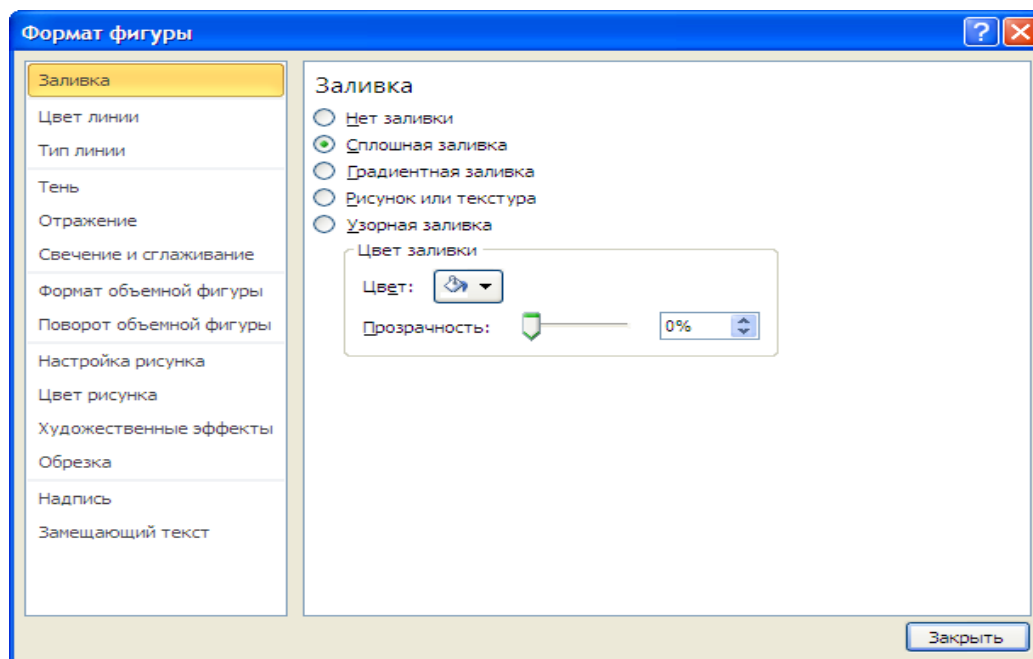 Формат фигуры
Заливка
Цвет линии
Тип линии
Тень
Отражение
Свечение и сглаживание
Формат объемной фигуры
Поворот объемной фигуры
Настройка рисунка
Цвет рисунка
Художественные эффекты
Обрезка
Надпись
Замещающий текст
Заливка
Нет заливки
Сплошная заливка
Градиентная заливка
Рисунок или текстура
Узорная заливка
Цвет заливки
Цвет:
Прозрачность: 0%
Закрыть